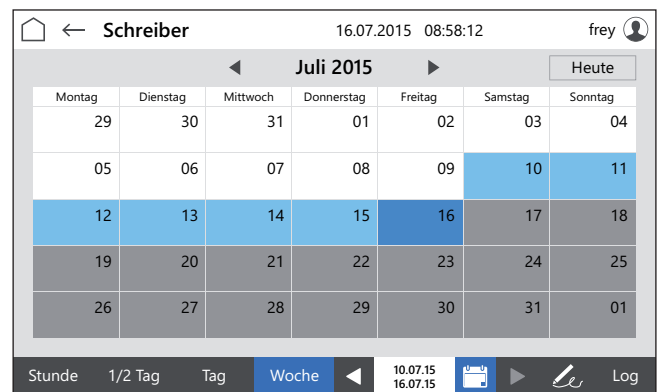 Schreiber 16.07.2015 08:58:12 frey
Juli 2015 Heute
Montag Dienstag Mittwoch Donnerstag Freitag Samstag Sonntag
29 30 31 01 02 03 04
05 06 07 08 09 10 11
12 13 14 15 16 17 18
19 20 21 22 23 24 25
26 27 28 29 30 31 01
Stunde 1/2 Tag Tag Woche 10.07.15 Log
16.07.15